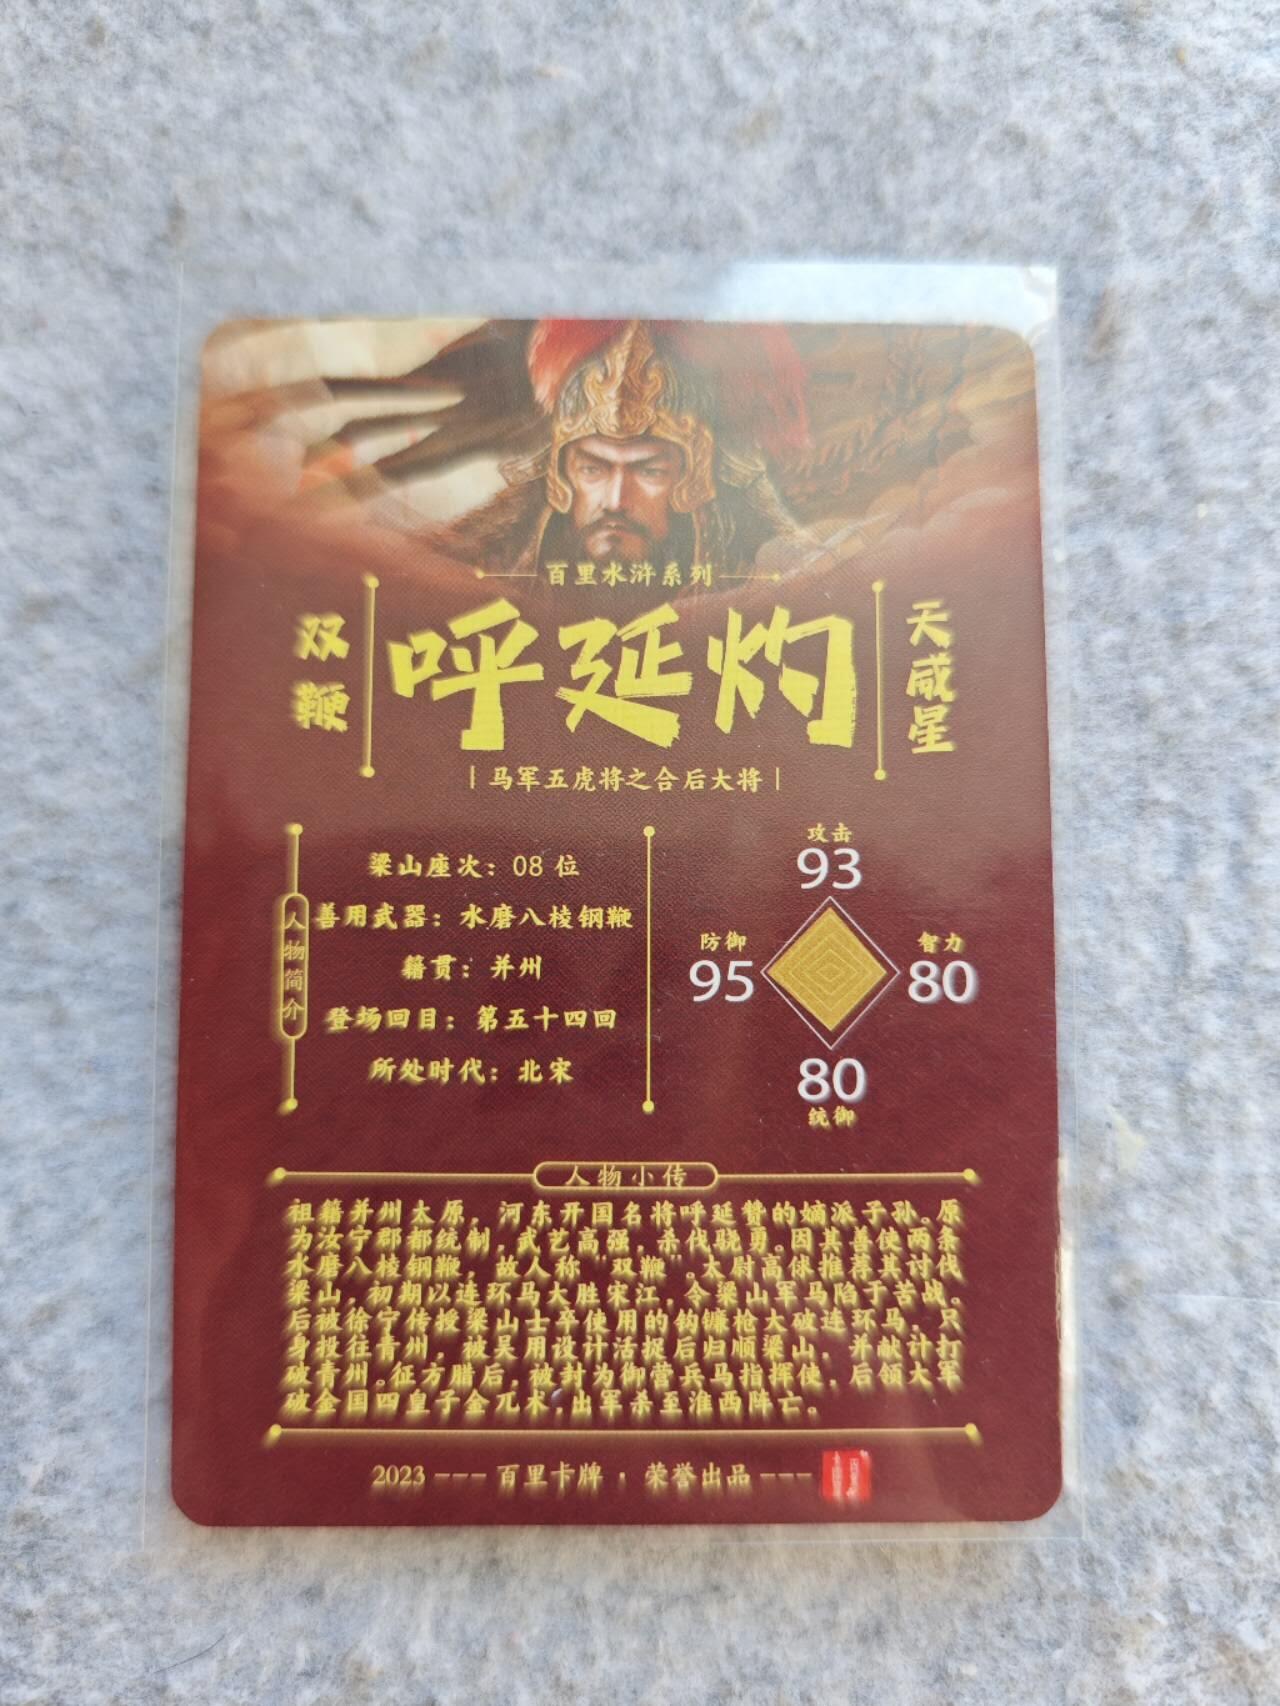 百里水浒系列
双鞭
呼延灼
天威星
马军五虎将之合后大将
人物简介
梁山座次：08 位
善用武器：水磨八棱钢鞭
籍贯：并州
登场回目：第五十四回
所处时代：北宋
攻击
93
防御
95
智力
80
80
统御
人物小传
祖籍并州太原，河东开国名将呼延赞的嫡派子孙。原
为汝宁郡都统制，武艺高强，杀伐骁勇。因其善使两条
水磨八棱钢鞭，故人称"双鞭"。太尉高俅推荐其讨伐
梁山，初期以连环马大胜宋江，令梁山军马陷于苦战。
后被徐宁传授梁山士卒使用的钩镰枪大破连环马，只
身投往青州，被吴用设计活捉后归顺梁山，并献计打
破青州。征方腊后，被封为御营兵马指挥使，后领大军
破金国四皇子金兀术，出军杀至淮西阵亡。
2023 --- 百里卡牌，荣誉出品 ---